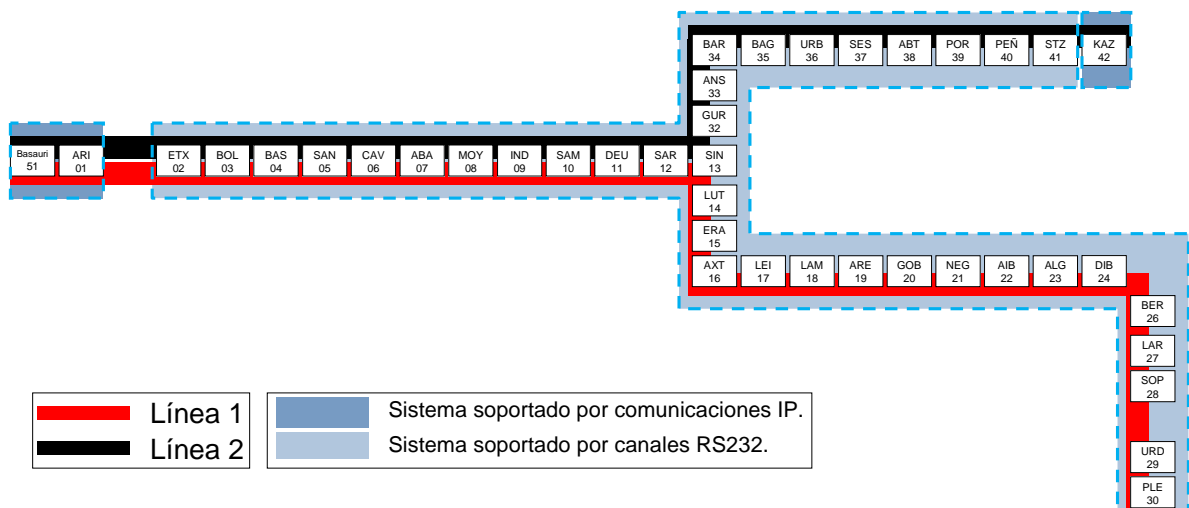 BAR
34
BAG
35
URB
36
SES
37
ABT
38
POR
39
PEÑ
40
STZ
41
KAZ
42
ANS
33
GUR
32
Basauri
51
ARI
01
ETX
02
BOL
03
BAS
04
SAN
05
CAV
06
ABA
07
MOY
08
IND
09
SAM
10
DEU
11
SAR
12
SIN
13
LUT
14
ERA
15
AXT
16
LEI
17
LAM
18
ARE
19
GOB
20
NEG
21
AIB
22
ALG
23
DIB
24
BER
26
LAR
27
SOP
28
URD
29
PLE
30
Línea 1
Línea 2
Sistema soportado por comunicaciones IP.
Sistema soportado por canales RS232.